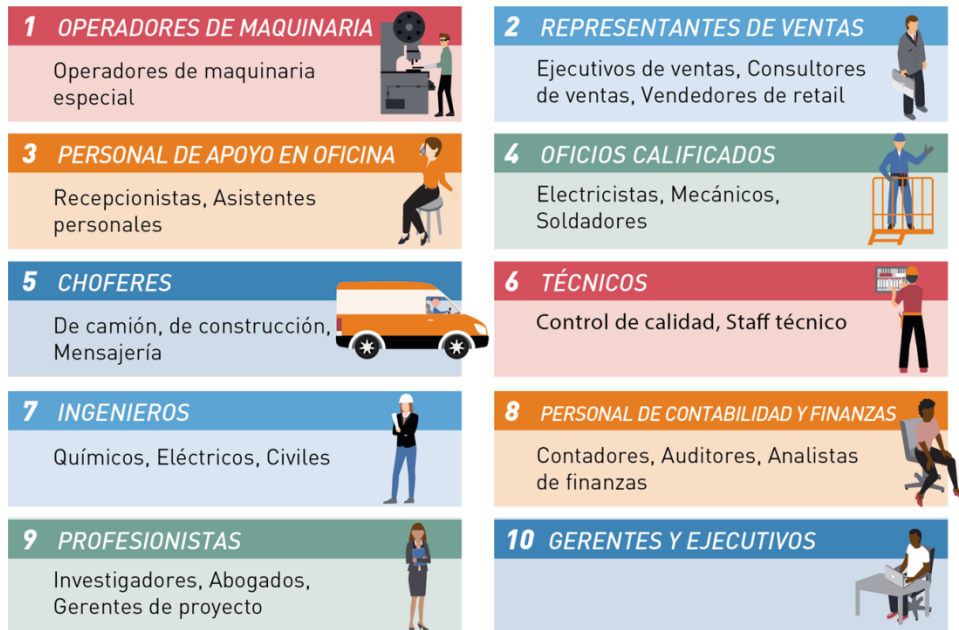 1 OPERADORES DE MAQUINARIA
Operadores de maquinaria
especial
2 REPRESENTANTES DE VENTAS
Ejecutivos de ventas, Consultores
de ventas, Vendedores de retail
3 PERSONAL DE APOYO EN OFICINA
Recepcionistas, Asistentes
personales
4 OFICIOS CALIFICADOS
Electricistas, Mecánicos,
Soldadores
5 CHOFERES
De camión, de construcción,
Mensajería
6 TÉCNICOS
Control de calidad, Staff técnico
7 INGENIEROS
Químicos, Eléctricos, Civiles
8 PERSONAL DE CONTABILIDAD Y FINANZAS
Contadores, Auditores, Analistas
de finanzas
9 PROFESIONISTAS
Investigadores, Abogados,
Gerentes de proyecto
10 GERENTES Y EJECUTIVOS